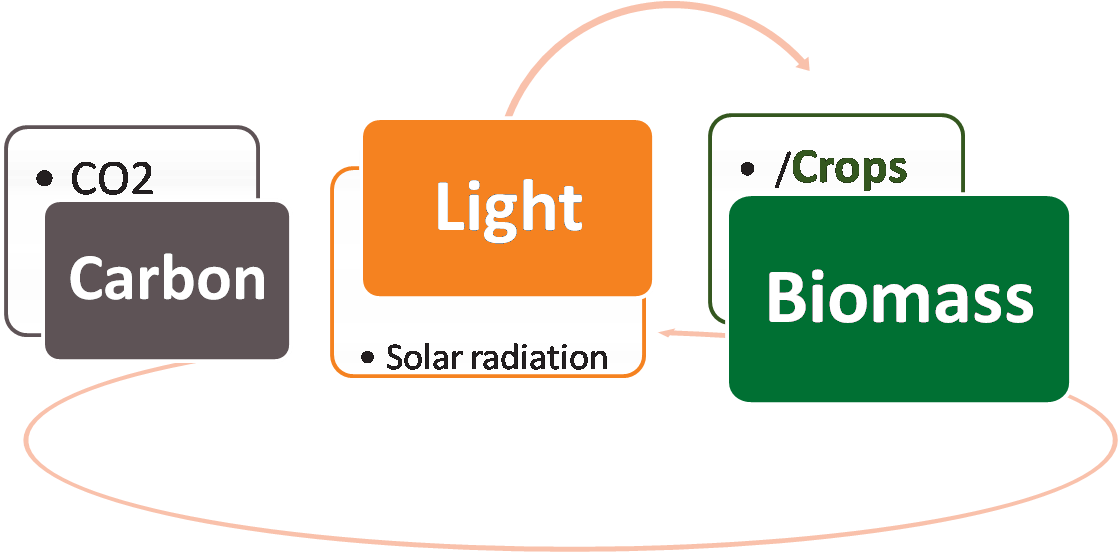 • CO2
Carbon
Light
• Solar radiation
• /Crops
Biomass